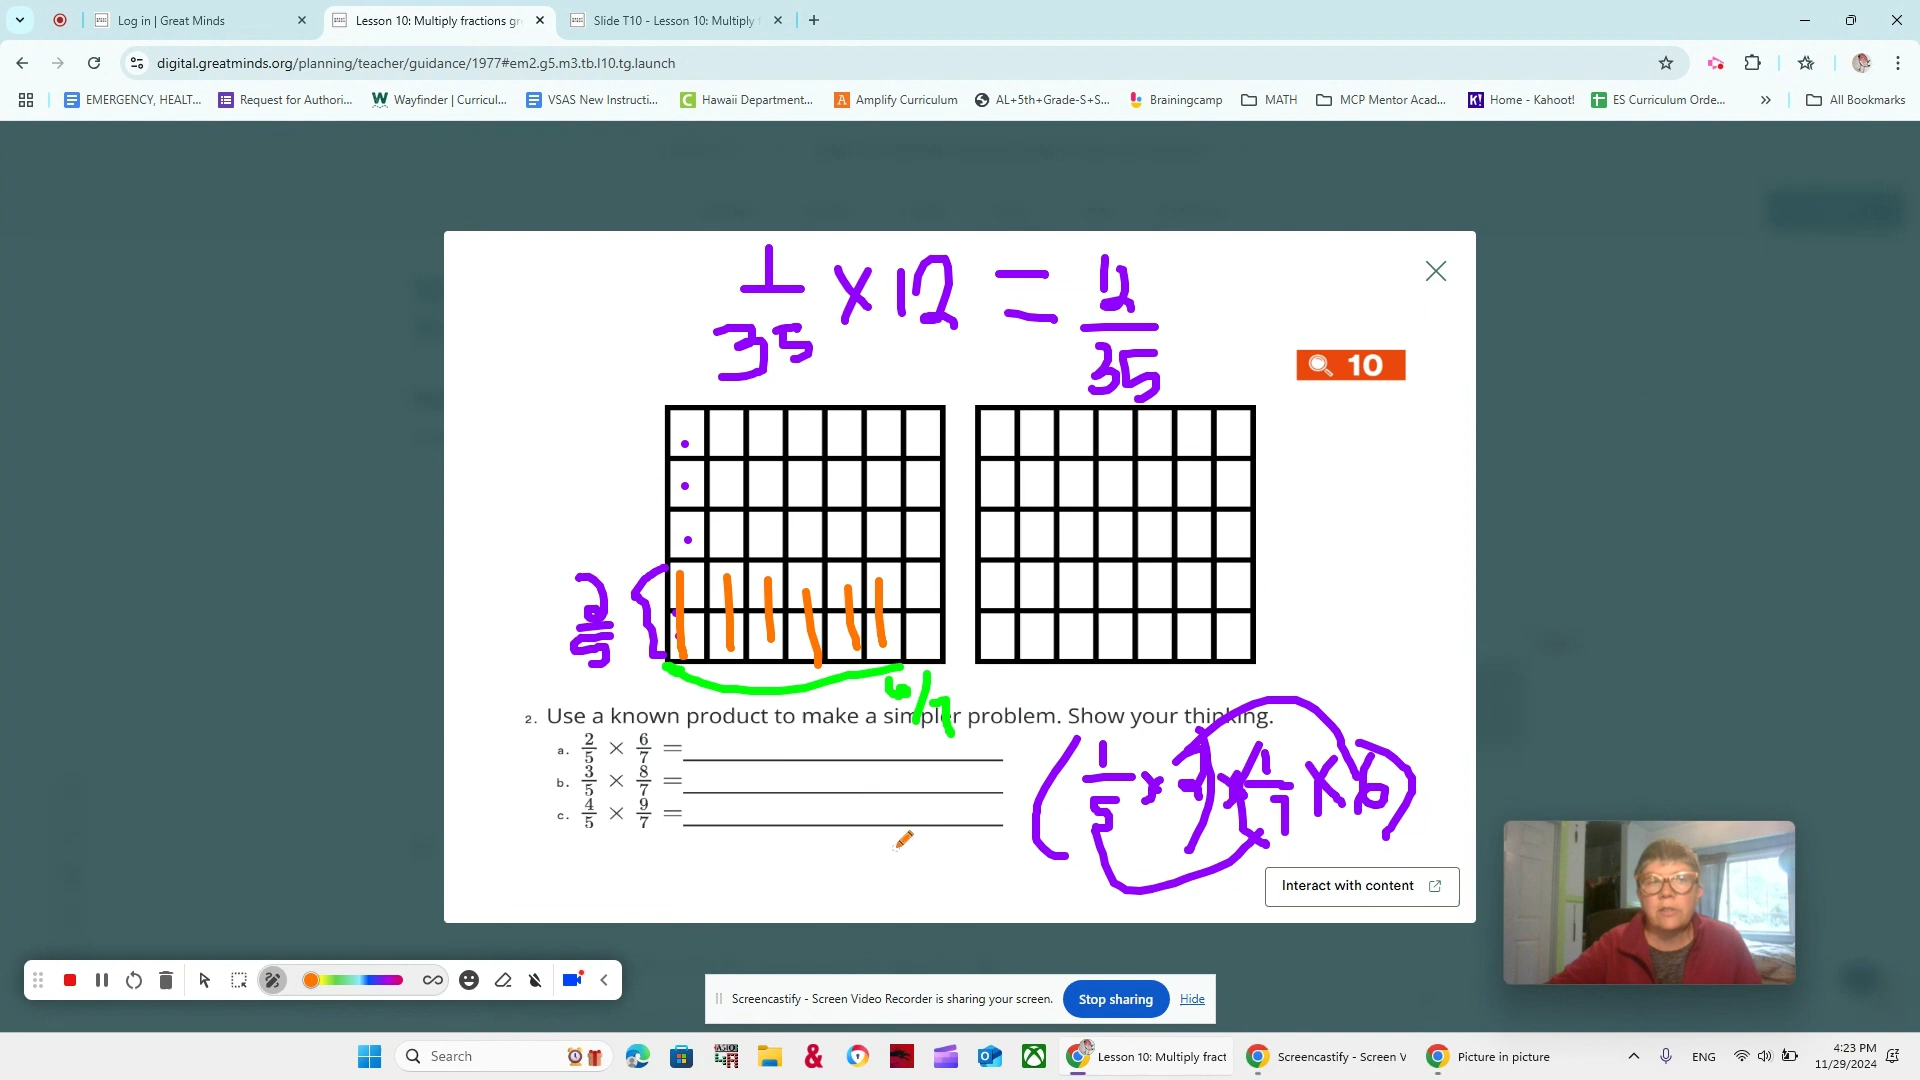 Log in | Great Minds
Lesson 10: Multiply fractions gr
Slide T10 - Lesson 10: Multiply f
digital.greatminds.org/planning/teacher/guidance/1977#em2.g5.m3.tb.l10.tg.launch
EMERGENCY, HEALT... Request for Authori... Wayfinder | Curricul... VSAS New Instructi... Hawaii Department... Amplify Curriculum AL+5th+Grade-S+S... Brainingcamp MATH MCP Mentor Acad... Home - Kahoot! ES Curriculum Orde... » All Bookmarks
1/35 × 12 = 12/35
10
2/5
6/7
2. Use a known product to make a simpler problem. Show your thinking.
a. 2/5 × 6/7 =
b. 3/5 × 8/7 =
c. 4/5 × 9/7 =
(1/5 × 2) × (1/7 × 6)
Interact with content
Screencastify - Screen Video Recorder is sharing your screen. Stop sharing Hide
Search
Lesson 10: Multiply fract
Screencastify - Screen V
Picture in picture
ENG
4:23 PM
11/29/2024